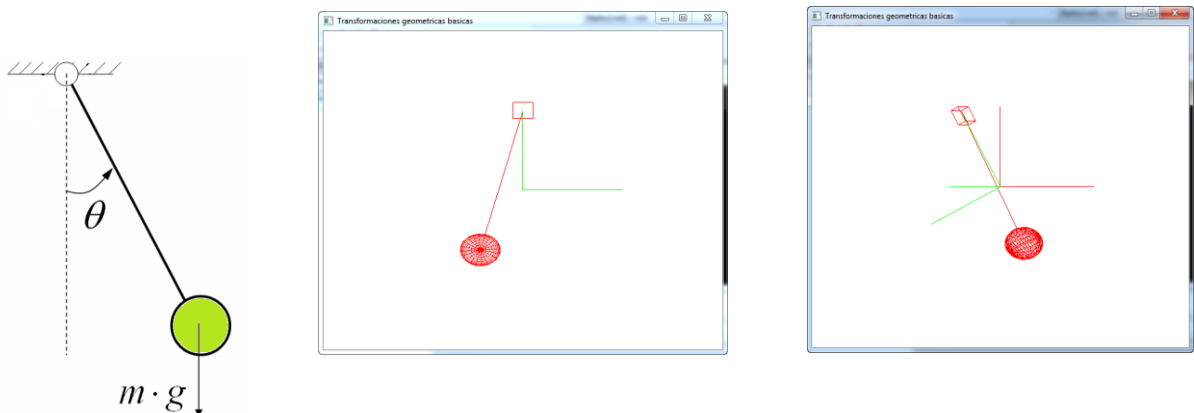 θ
m · g
Transformaciones geometricas basicas
Transformaciones geometricas basicas